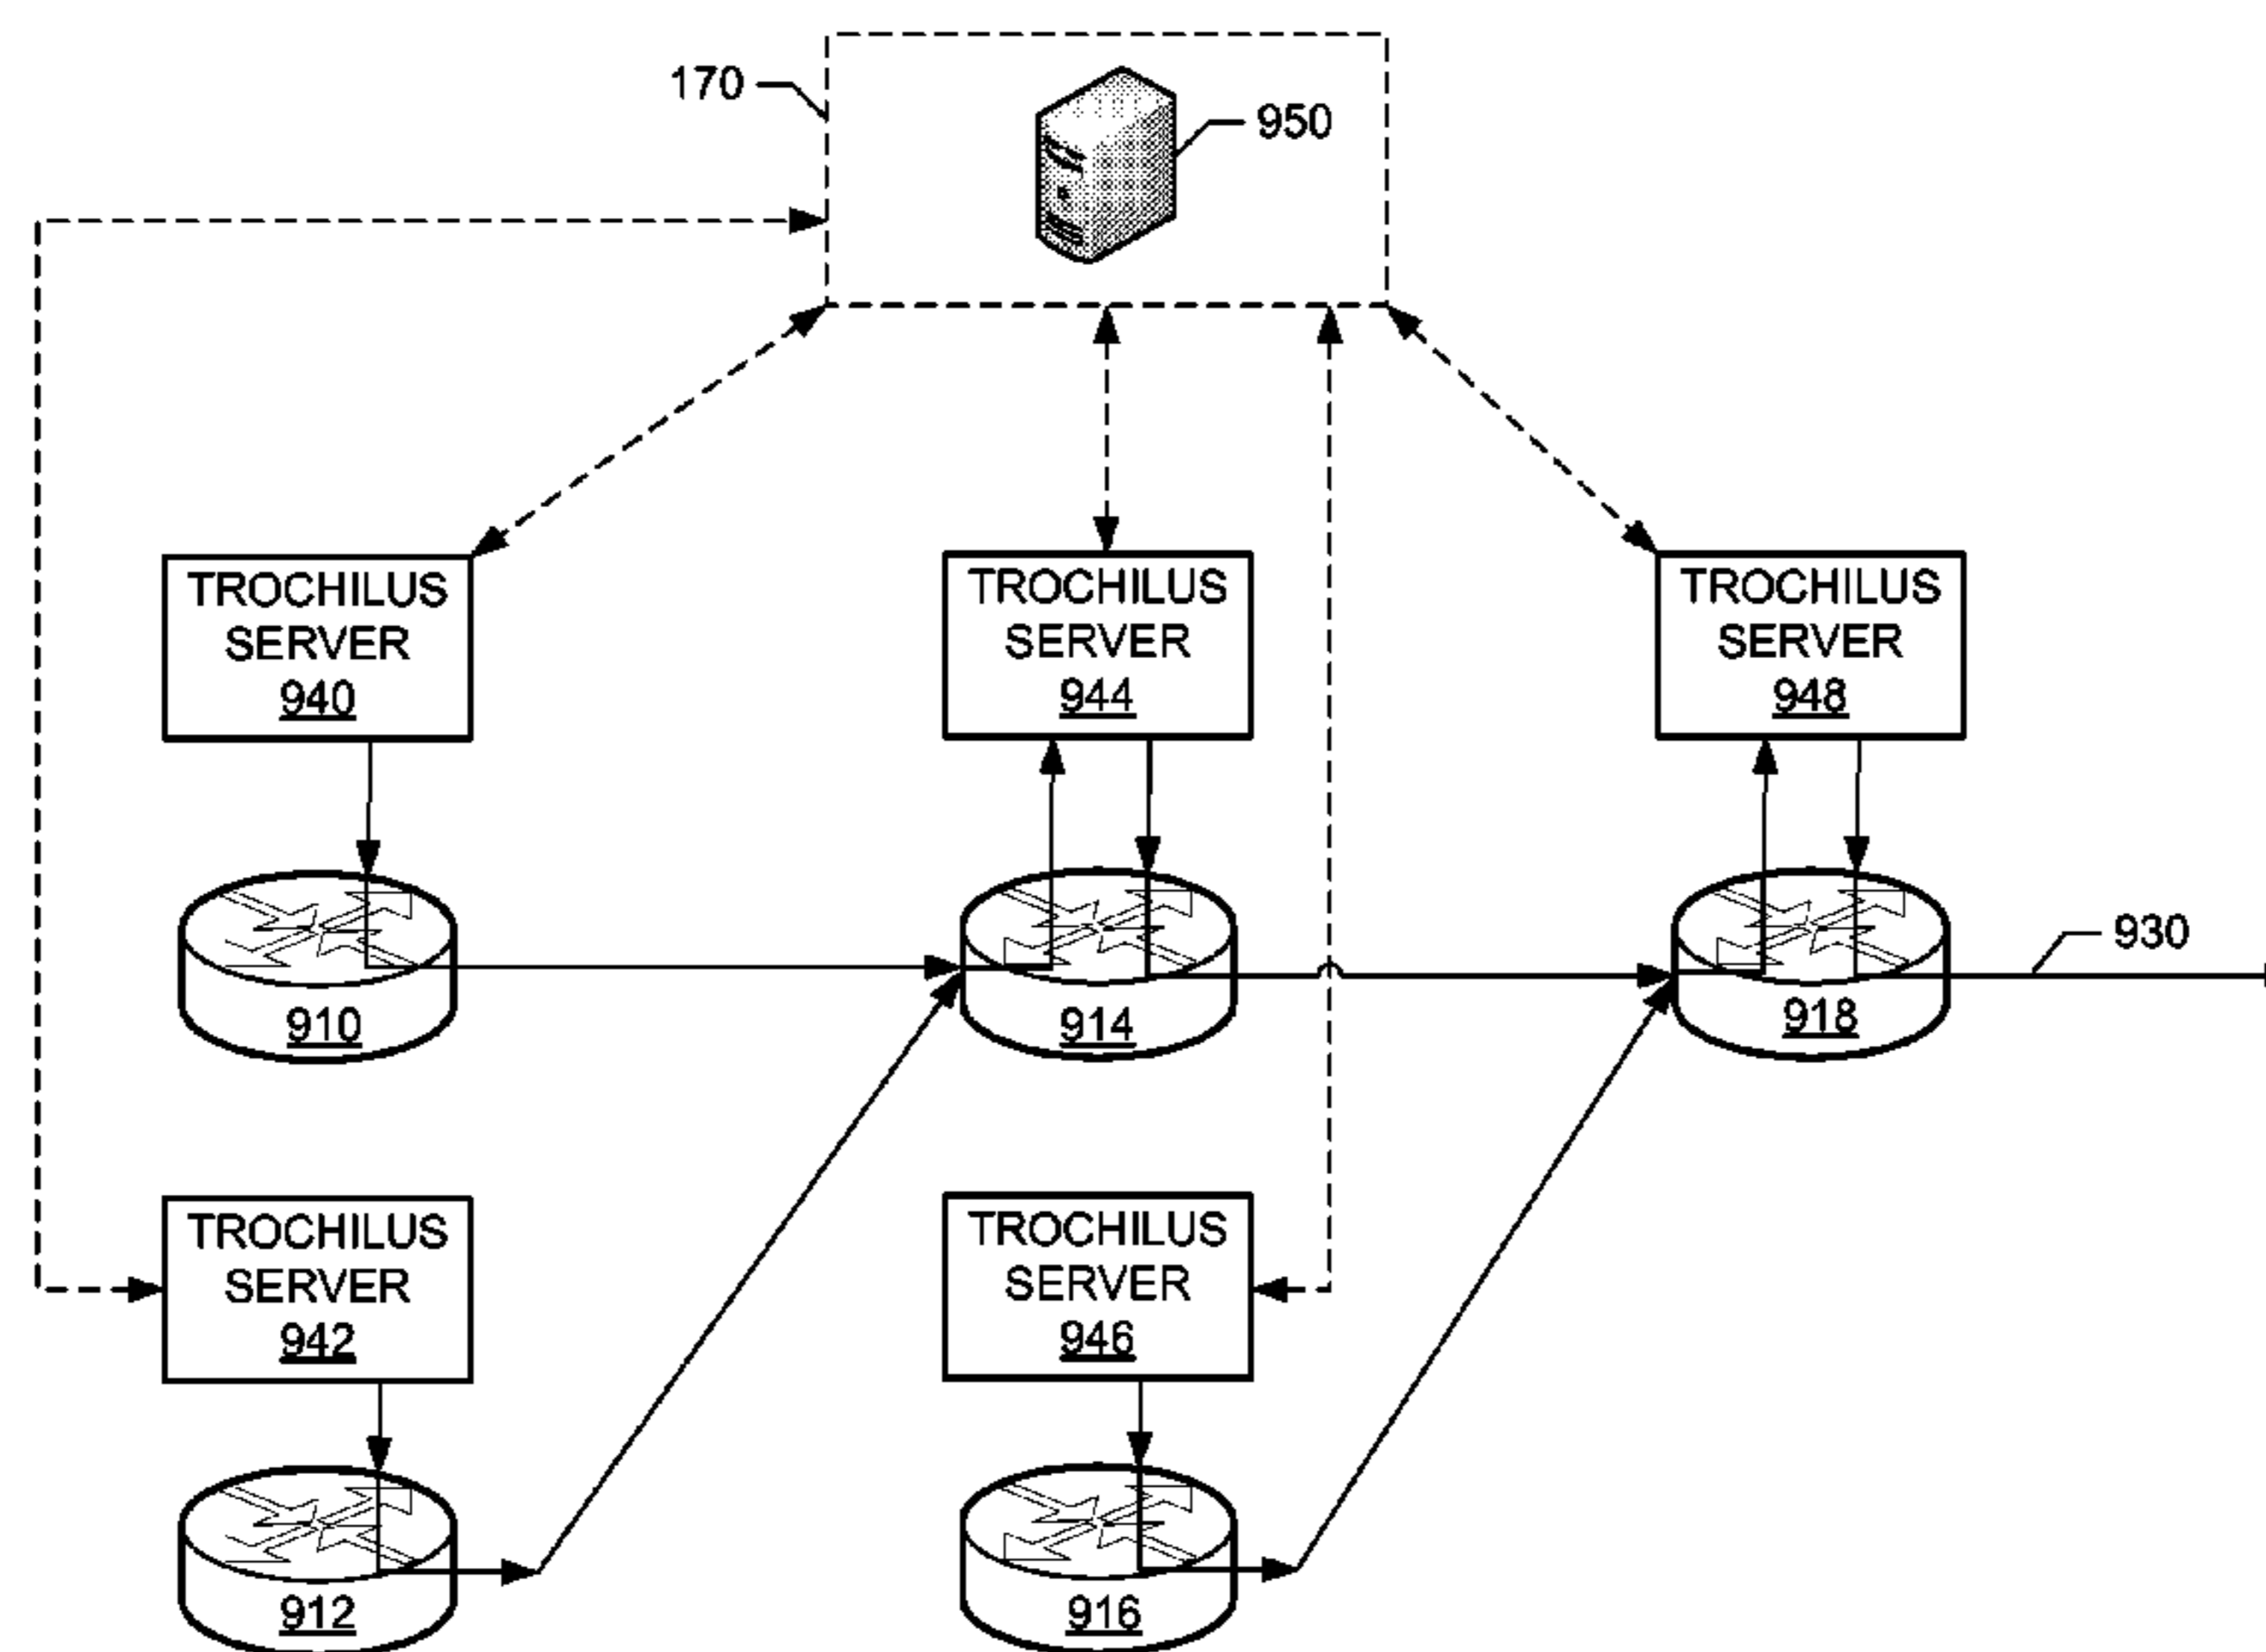 170
950
TROCHILUS
SERVER
940
TROCHILUS
SERVER
944
TROCHILUS
SERVER
948
930
910
914
918
TROCHILUS
SERVER
942
TROCHILUS
SERVER
946
912
916